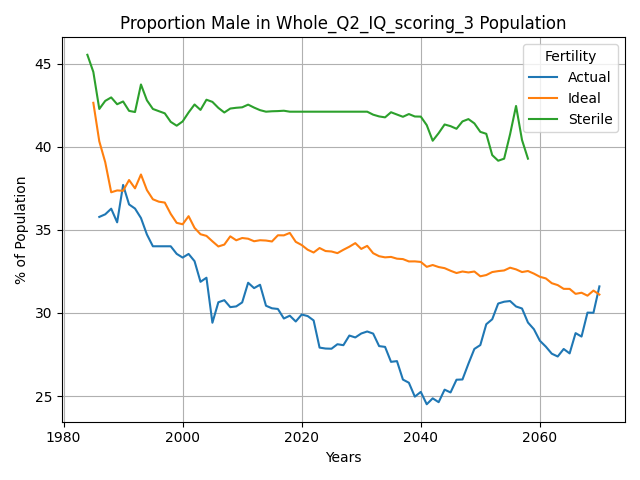 Proportion Male in Whole_Q2_IQ_scoring_3 Population
% of Population
45
40
35
30
25
1980
2000
2020
2040
2060
Years
Fertility
Actual
Ideal
Sterile